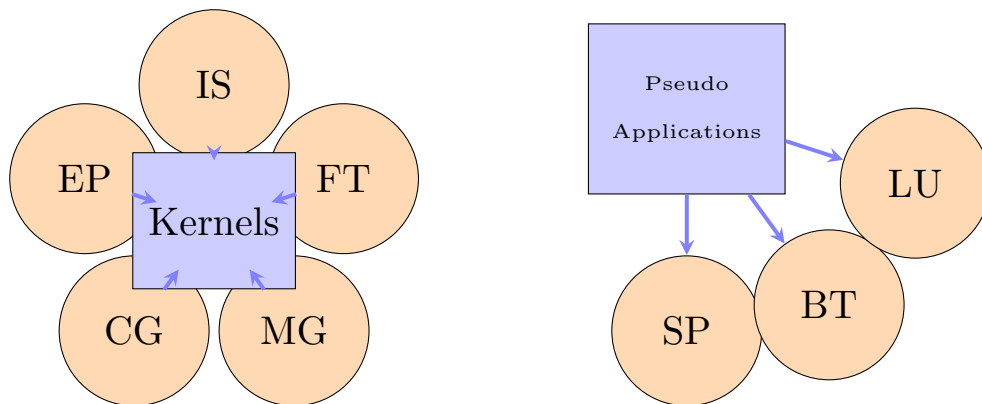 IS
EP
FT
Kernels
CG
MG
Pseudo
Applications
LU
BT
SP